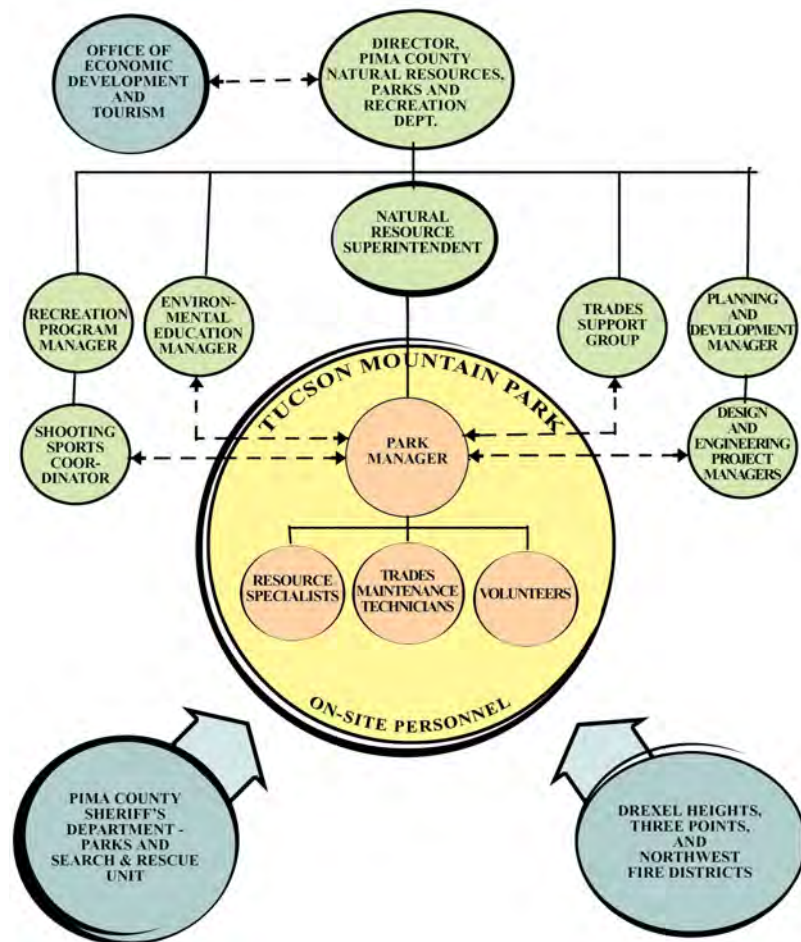 OFFICE OF
ECONOMIC
DEVELOPMENT
AND
TOURISM
DIRECTOR,
PIMA COUNTY
NATURAL RESOURCES,
PARKS AND
RECREATION
DEPT.
NATURAL
RESOURCE
SUPERINTENDENT
RECREATION
PROGRAM
MANAGER
ENVIRON-
MENTAL
EDUCATION
MANAGER
TRADES
SUPPORT
GROUP
PLANNING
AND
DEVELOPMENT
MANAGER
SHOOTING
SPORTS
COOR-
DINATOR
TUCSON MOUNTAIN PARK
PARK
MANAGER
DESIGN
AND
ENGINEERING
PROJECT
MANAGERS
RESOURCE
SPECIALISTS
TRADES
MAINTENANCE
TECHNICIANS
VOLUNTEERS
ON-SITE PERSONNEL
PIMA COUNTY
SHERIFF'S
DEPARTMENT -
PARKS AND
SEARCH & RESCUE
UNIT
DREXEL HEIGHTS,
THREE POINTS,
AND
NORTHWEST
FIRE DISTRICTS